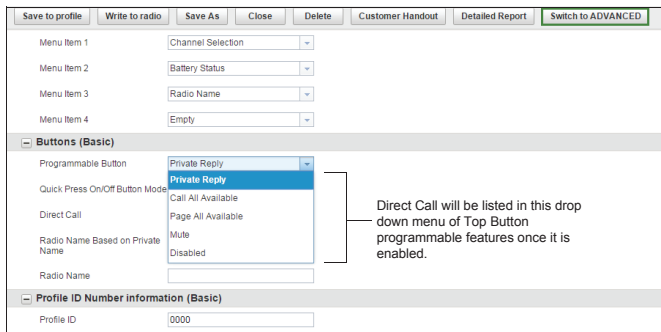 Save to profile Write to radio Save As Close Delete Customer Handout Detailed Report Switch to ADVANCED
Menu Item 1 Channel Selection
Menu Item 2 Battery Status
Menu Item 3 Radio Name
Menu Item 4 Empty
Buttons (Basic)
Programmable Button Private Reply
Private Reply
Quick Press On/Off Button Mode
Call All Available
Direct Call
Page All Available
Radio Name Based on Private
Name
Mute
Disabled
Direct Call will be listed in this drop
down menu of Top Button
programmable features once it is
enabled.
Radio Name
Profile ID Number information (Basic)
Profile ID 0000